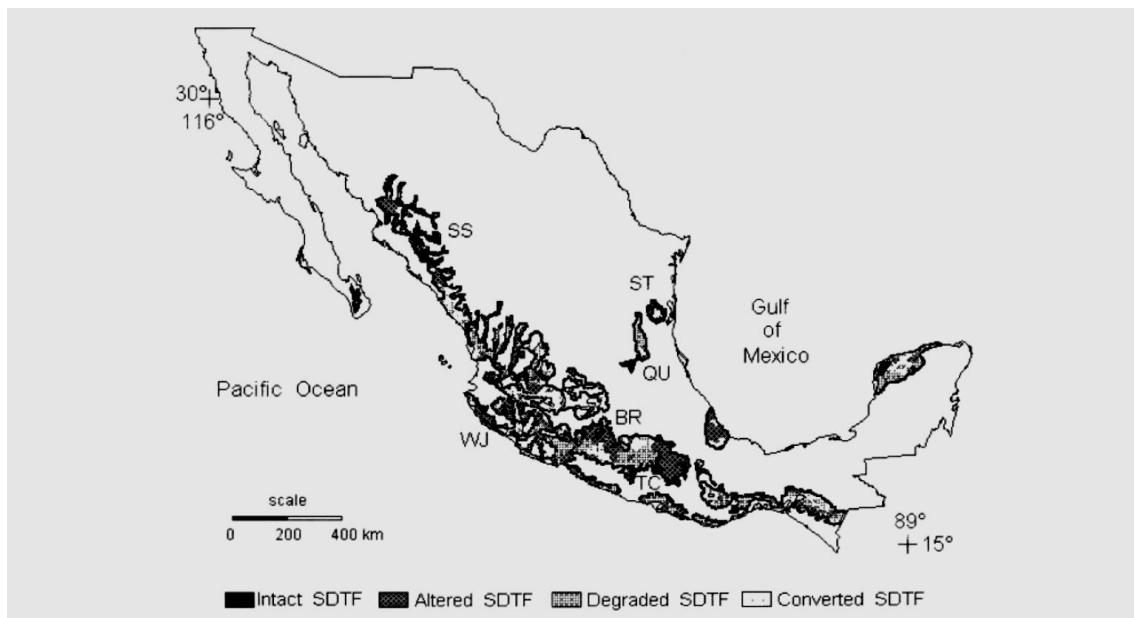 30°
116°
SS
ST
Gulf
of
Mexico
QU
Pacific Ocean
BR
WJ
TC
scale
0 200 400 km
89°
15°
Intact SDTF Altered SDTF Degraded SDTF Converted SDTF